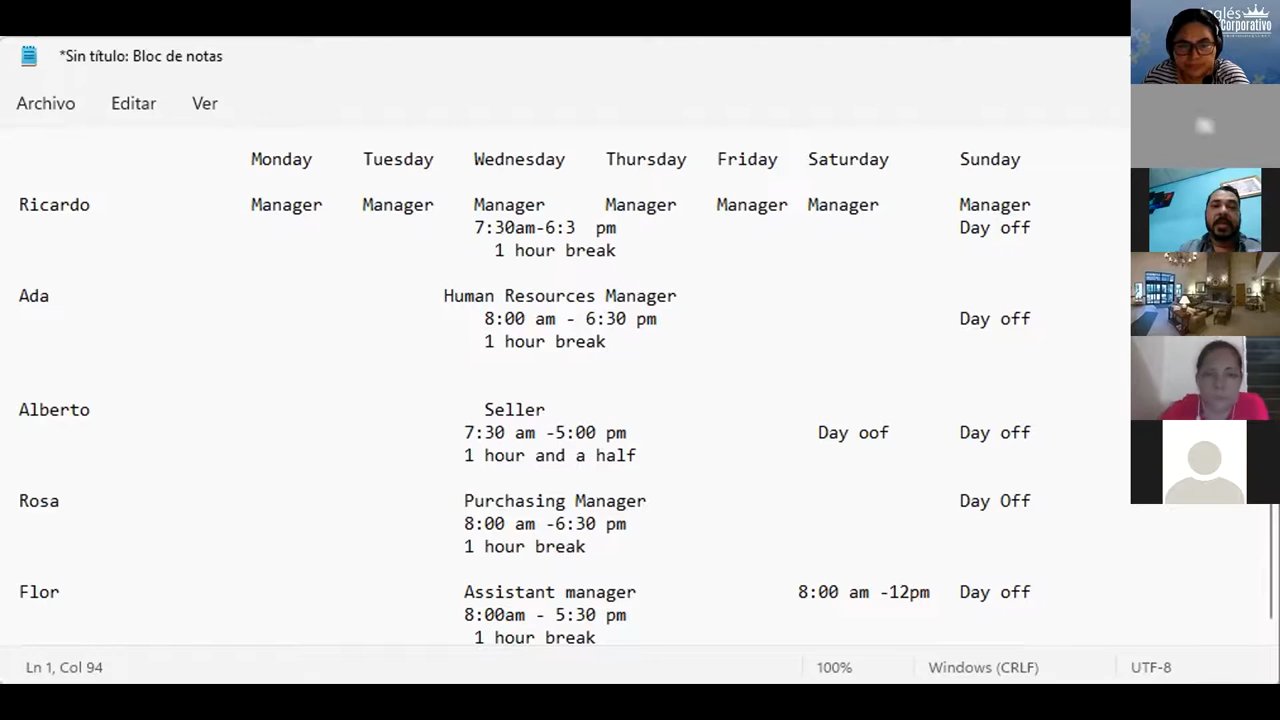 *Sin título: Bloc de notas
Archivo Editar Ver
Monday Tuesday Wednesday Thursday Friday Saturday Sunday
Ricardo Manager Manager Manager Manager Manager Manager Manager
7:30am-6:3 pm Day off
1 hour break
Ada Human Resources Manager
8:00 am - 6:30 pm Day off
1 hour break
Alberto Seller
7:30 am -5:00 pm Day oof Day off
1 hour and a half
Rosa Purchasing Manager Day Off
8:00 am -6:30 pm
1 hour break
Flor Assistant manager 8:00 am -12pm Day off
8:00am - 5:30 pm
1 hour break
Ln 1, Col 94 100% Windows (CRLF) UTF-8
Inglés
Corporativo